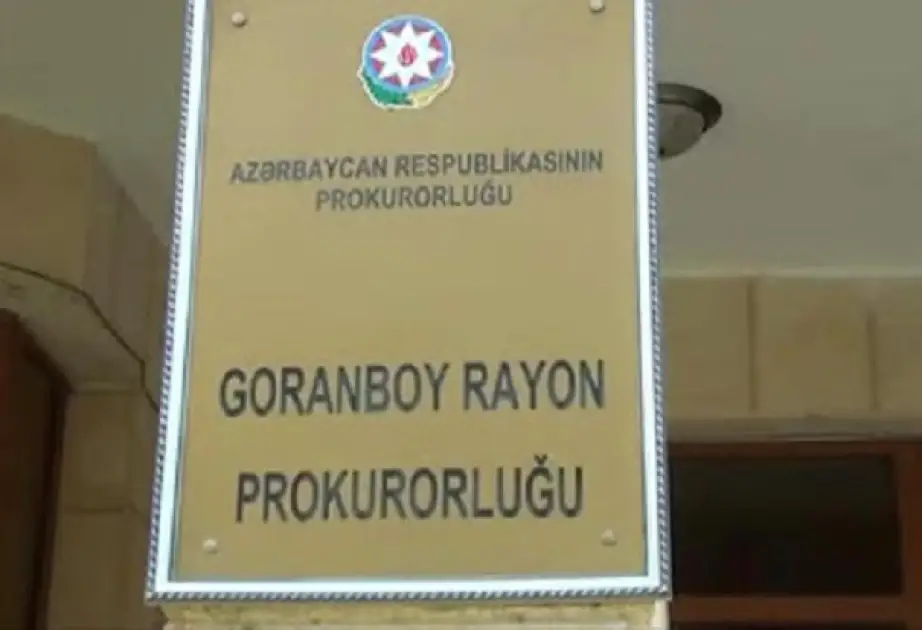 AZƏRBAYCAN RESPUBLİKASININ
PROKURORLUĞU
GORANBOY RAYON
PROKURORLUĞU